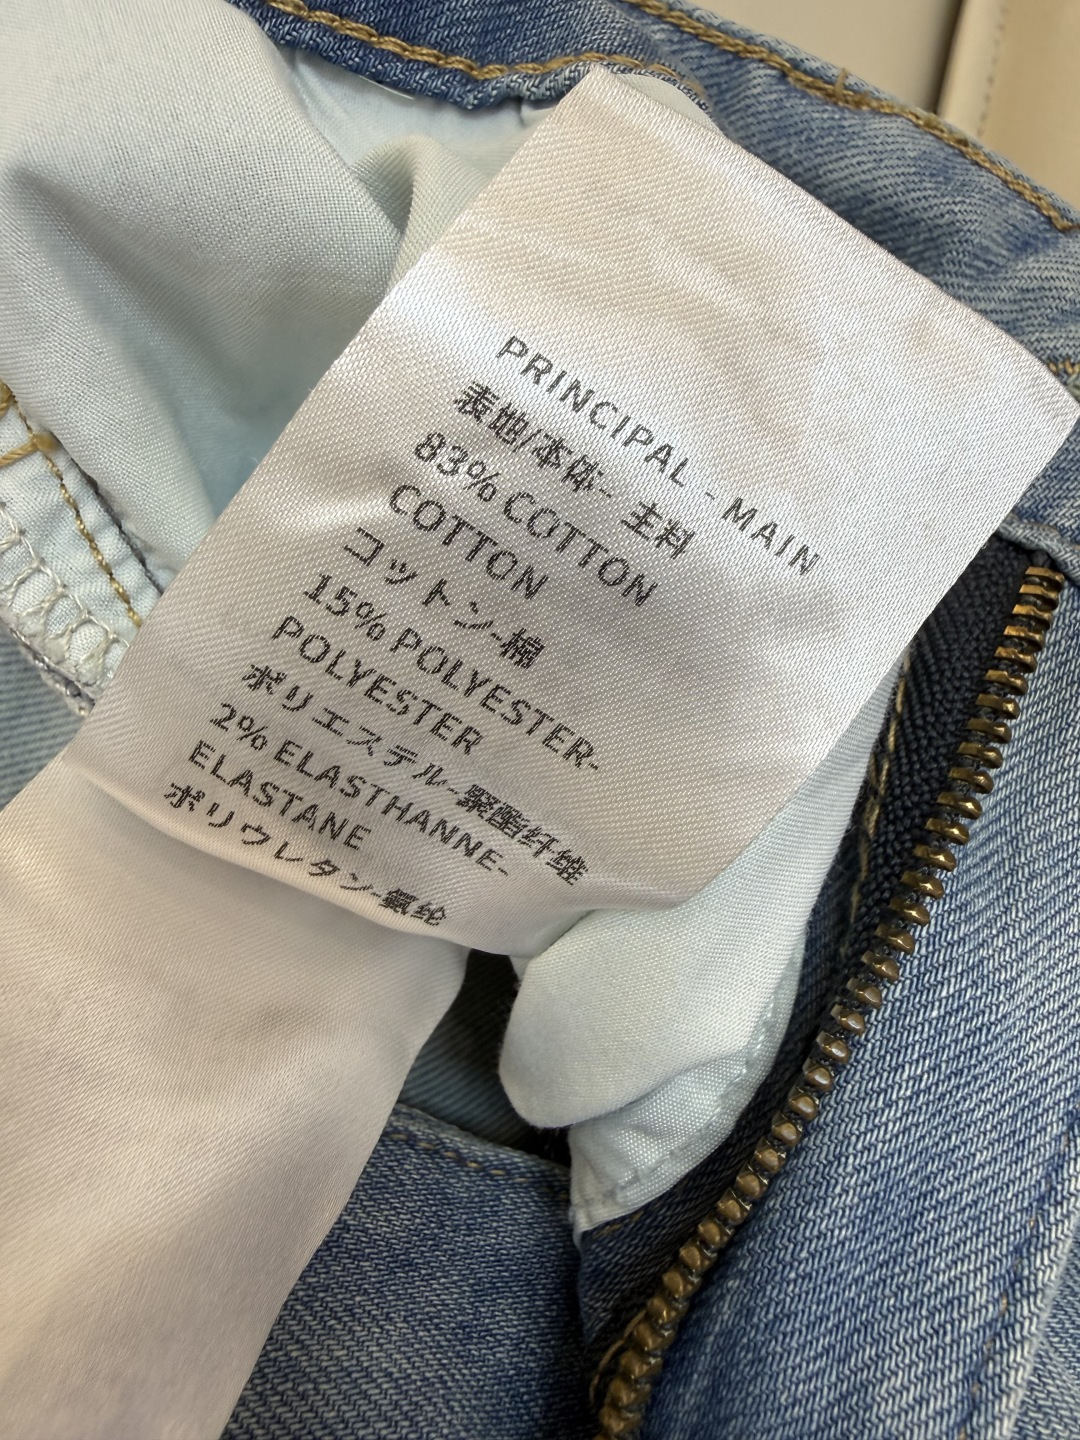 PRINCIPAL - MAIN
表地/本体- 主料
83% COTTON
COTTON
コットン-棉
15% POLYESTER-
POLYESTER
ポリエステル-聚酯纤维
2% ELASTHANNE-
ELASTANE
ポリウレタン-氨纶